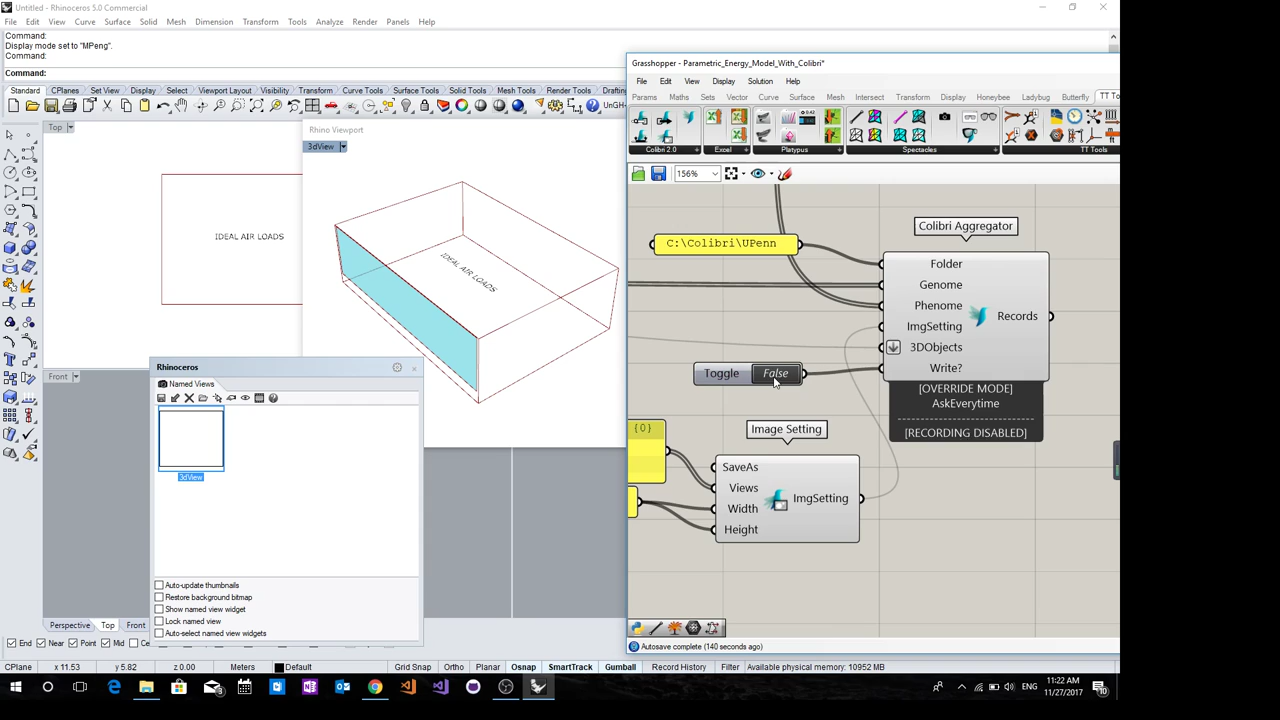 Untitled - Rhinoceros 5.0 Commercial
File Edit View Curve Surface Solid Mesh Dimension Transform Tools Analyze Render Panels Help
Command:
Display mode set to "MPeng".
Command:
Command:
Standard CPlanes Set View Display Select Viewport Layout Visibility Transform Curve Tools Surface Tools Solid Tools Mesh Tools Render Tools Drafting
UnGH
Top
IDEAL AIR LOADS
Rhino Viewport
3dView
IDEAL AIR LOADS
Front
Rhinoceros
Named Views
3dView
Auto-update thumbnails
Restore background bitmap
Show named view widget
Lock named view
Auto-select named view widgets
Perspective Top Front
End Near Point Mid
CPlane x 11.53 y 5.82 z 0.00 Meters Default Grid Snap Ortho Planar Osnap SmartTrack Gumball Record History Filter Available physical memory: 10952 MB
Grasshopper - Parametric_Energy_Model_With_Colibri*
File Edit View Display Solution Help
Params Maths Sets Vector Curve Surface Mesh Intersect Transform Display Honeybee Ladybug Butterfly TT Tools
Colibri 2.0 Excel Platypus Spectacles TT Tools
156%
C:\Colibri\UPenn
Colibri Aggregator
Folder
Genome
Phenome
ImgSetting
3DObjects
Write?
Records
Toggle False
[OVERRIDE MODE]
AskEverytime
[RECORDING DISABLED]
{0}
Image Setting
SaveAs
Views
Width
Height
ImgSetting
Autosave complete (140 seconds ago)
ENG
11:22 AM
11/27/2017